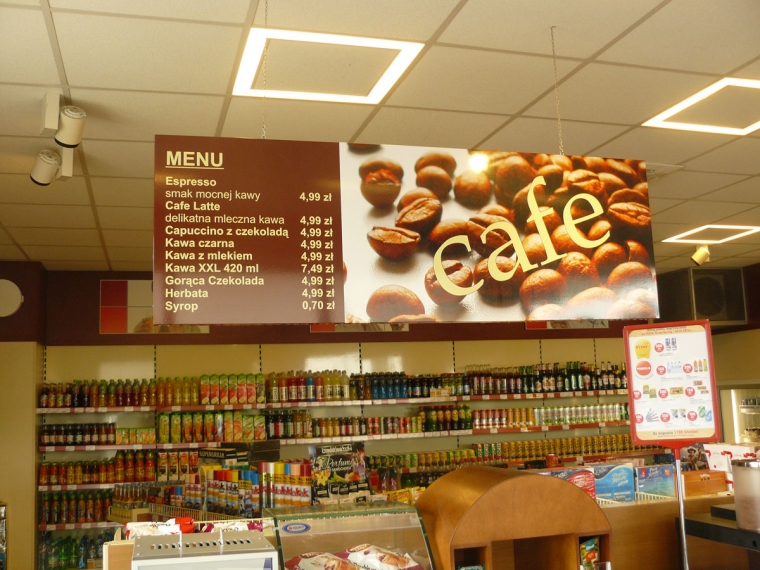 MENU
Espresso
smak mocnej kawy 4,99 zł
Cafe Latte
delikatna mleczna kawa 4,99 zł
Capuccino z czekoladą 4,99 zł
Kawa czarna 4,99 zł
Kawa z mlekiem 4,99 zł
Kawa XXL 420 ml 7,49 zł
Gorąca Czekolada 4,99 zł
Herbata 4,99 zł
Syrop 0,70 zł
cafe